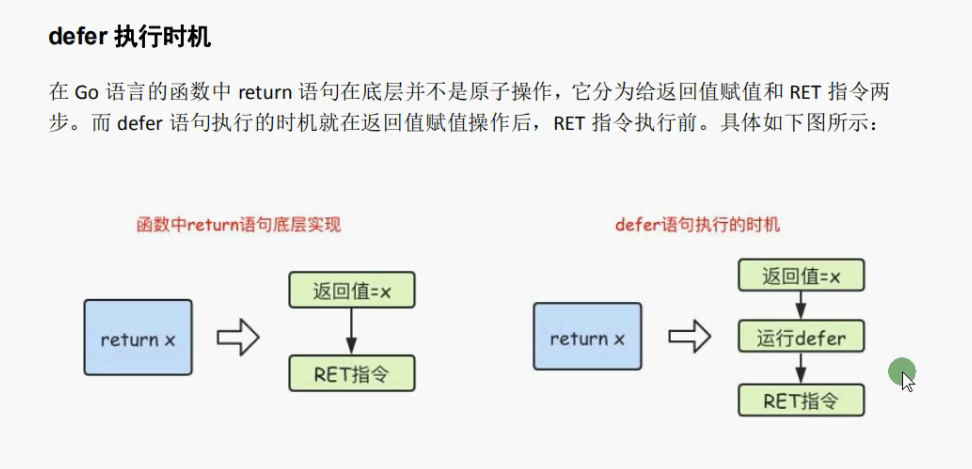 defer 执行时机
在 Go 语言的函数中 return 语句在底层并不是原子操作，它分为给返回值赋值和 RET 指令两
步。而 defer 语句执行的时机就在返回值赋值操作后，RET 指令执行前。具体如下图所示：
函数中return语句底层实现
return x
返回值=x
RET指令
defer语句执行的时机
return x
返回值=x
运行defer
RET指令